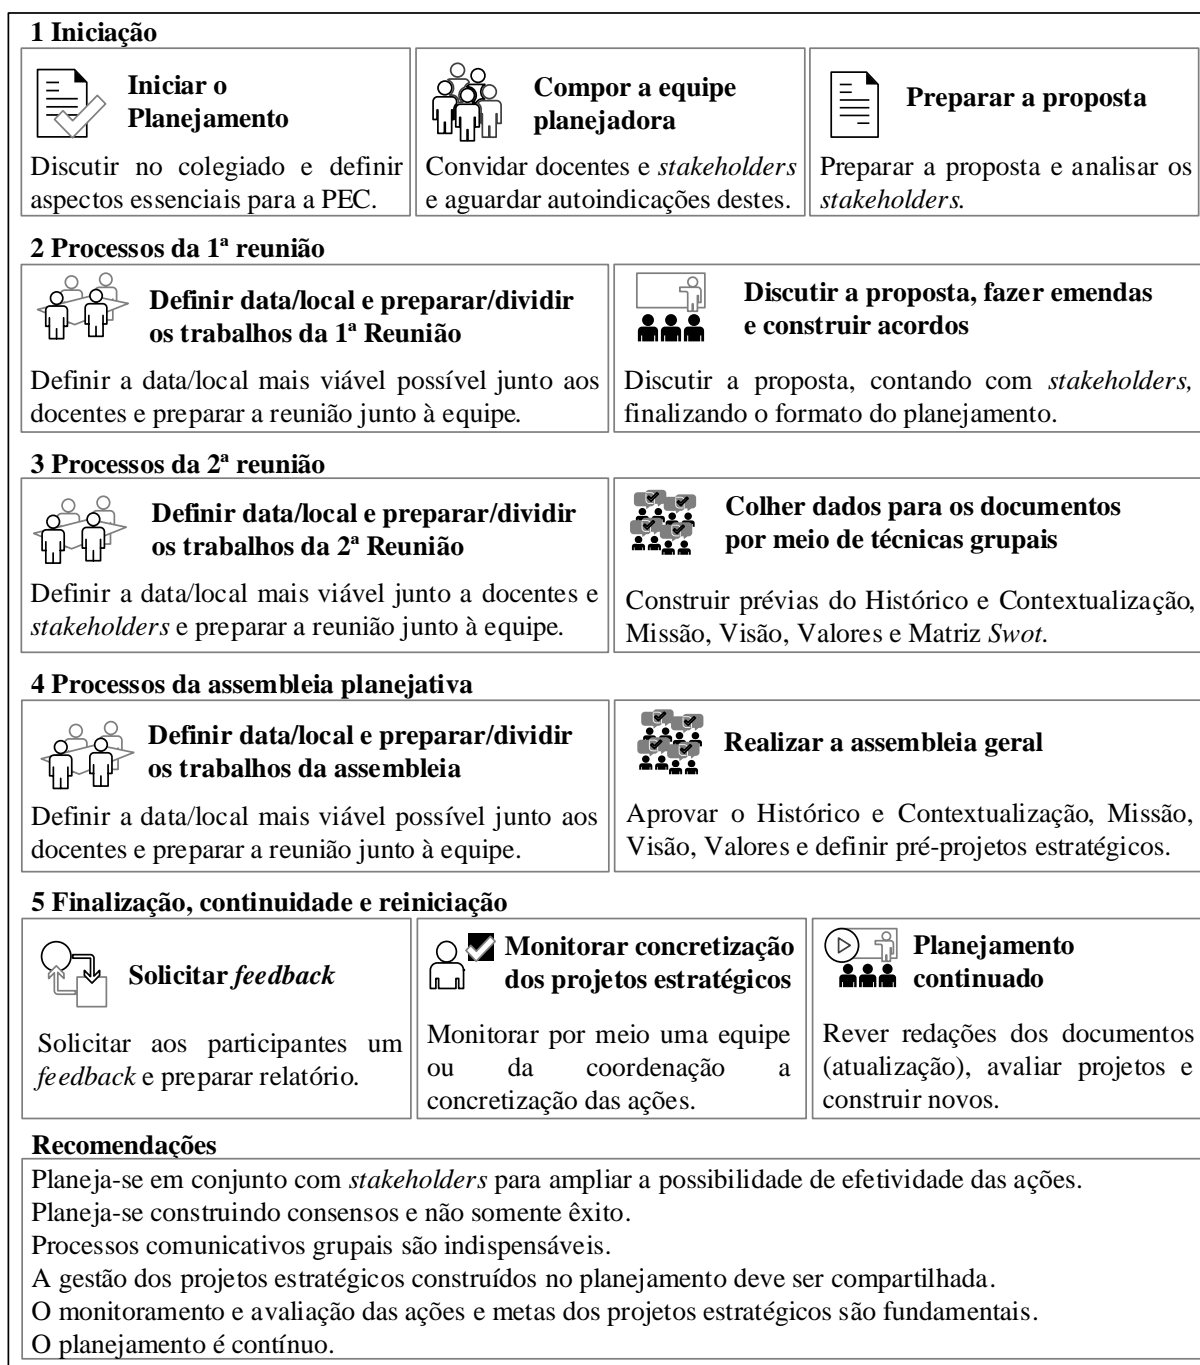 1 Iniciação
Iniciar o
Planejamento
Discutir no colegiado e definir
aspectos essenciais para a PEC.
Compor a equipe
planejadora
Convidar docentes e stakeholders
e aguardar autoindicações destes.
Preparar a proposta
Preparar a proposta e analisar os
stakeholders.
2 Processos da 1ª reunião
Definir data/local e preparar/dividir
os trabalhos da 1ª Reunião
Definir a data/local mais viável possível junto aos
docentes e preparar a reunião junto à equipe.
Discutir a proposta, fazer emendas
e construir acordos
Discutir a proposta, contando com stakeholders,
finalizando o formato do planejamento.
3 Processos da 2ª reunião
Definir data/local e preparar/dividir
os trabalhos da 2ª Reunião
Definir a data/local mais viável junto a docentes e
stakeholders e preparar a reunião junto à equipe.
Colher dados para os documentos
por meio de técnicas grupais
Construir prévias do Histórico e Contextualização,
Missão, Visão, Valores e Matriz Swot.
4 Processos da assembleia planejativa
Definir data/local e preparar/dividir
os trabalhos da assembleia
Definir a data/local mais viável possível junto aos
docentes e preparar a reunião junto à equipe.
Realizar a assembleia geral
Aprovar o Histórico e Contextualização, Missão,
Visão, Valores e definir pré-projetos estratégicos.
5 Finalização, continuidade e reiniciação
Solicitar feedback
Solicitar aos participantes um
feedback e preparar relatório.
Monitorar concretização
dos projetos estratégicos
Monitorar por meio uma equipe
ou da coordenação a
concretização das ações.
Planejamento
continuado
Rever redações dos documentos
(atualização), avaliar projetos e
construir novos.
Recomendações
Planeja-se em conjunto com stakeholders para ampliar a possibilidade de efetividade das ações.
Planeja-se construindo consensos e não somente êxito.
Processos comunicativos grupais são indispensáveis.
A gestão dos projetos estratégicos construídos no planejamento deve ser compartilhada.
O monitoramento e avaliação das ações e metas dos projetos estratégicos são fundamentais.
O planejamento é contínuo.